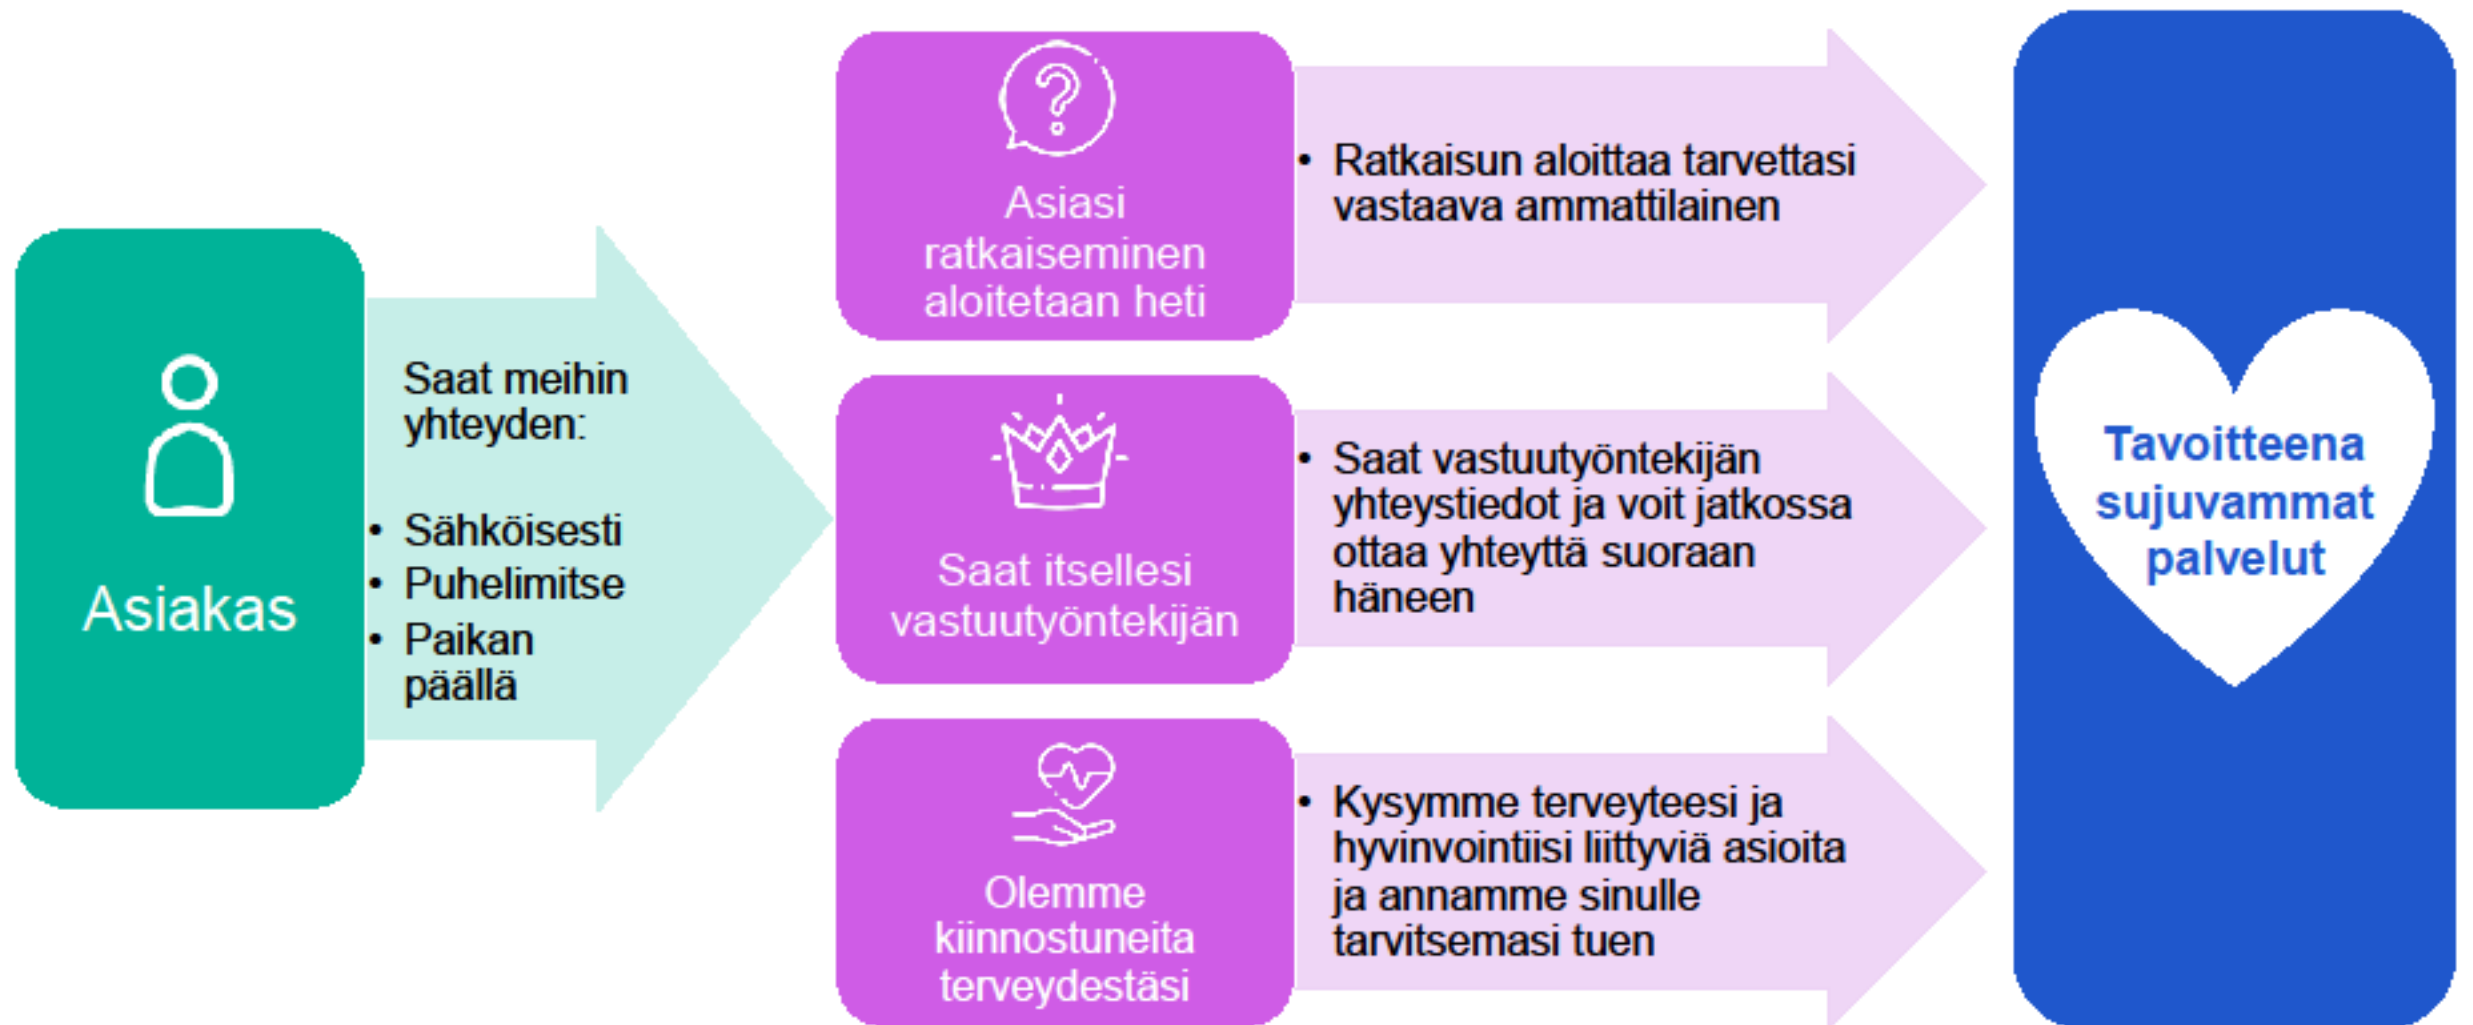 Asiakas
Saat meihin
yhteyden:
• Sähköisesti
• Puhelimitse
• Paikan
päällä
Asiasi
ratkaiseminen
aloitetaan heti
• Ratkaisun aloittaa tarvettasi
vastaava ammattilainen
Saat itsellesi
vastuutyöntekijän
• Saat vastuutyöntekijän
yhteystiedot ja voit jatkossa
ottaa yhteyttä suoraan
häneen
Olemme
kiinnostuneita
terveydestäsi
• Kysymme terveyteesi ja
hyvinvointiisi liittyviä asioita
ja annamme sinulle
tarvitsemasi tuen
Tavoitteena
sujuvammat
palvelut